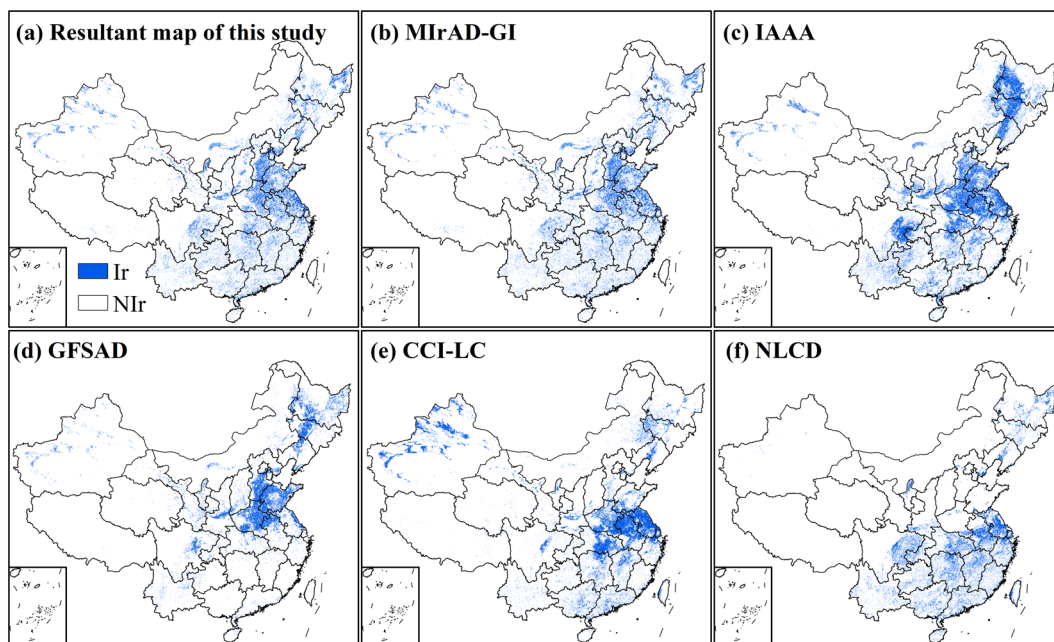 (a) Resultant map of this study
(b) MIrAD-GI
(c) IAAA
Ir
NIr
(d) GFSAD
(e) CCI-LC
(f) NLCD